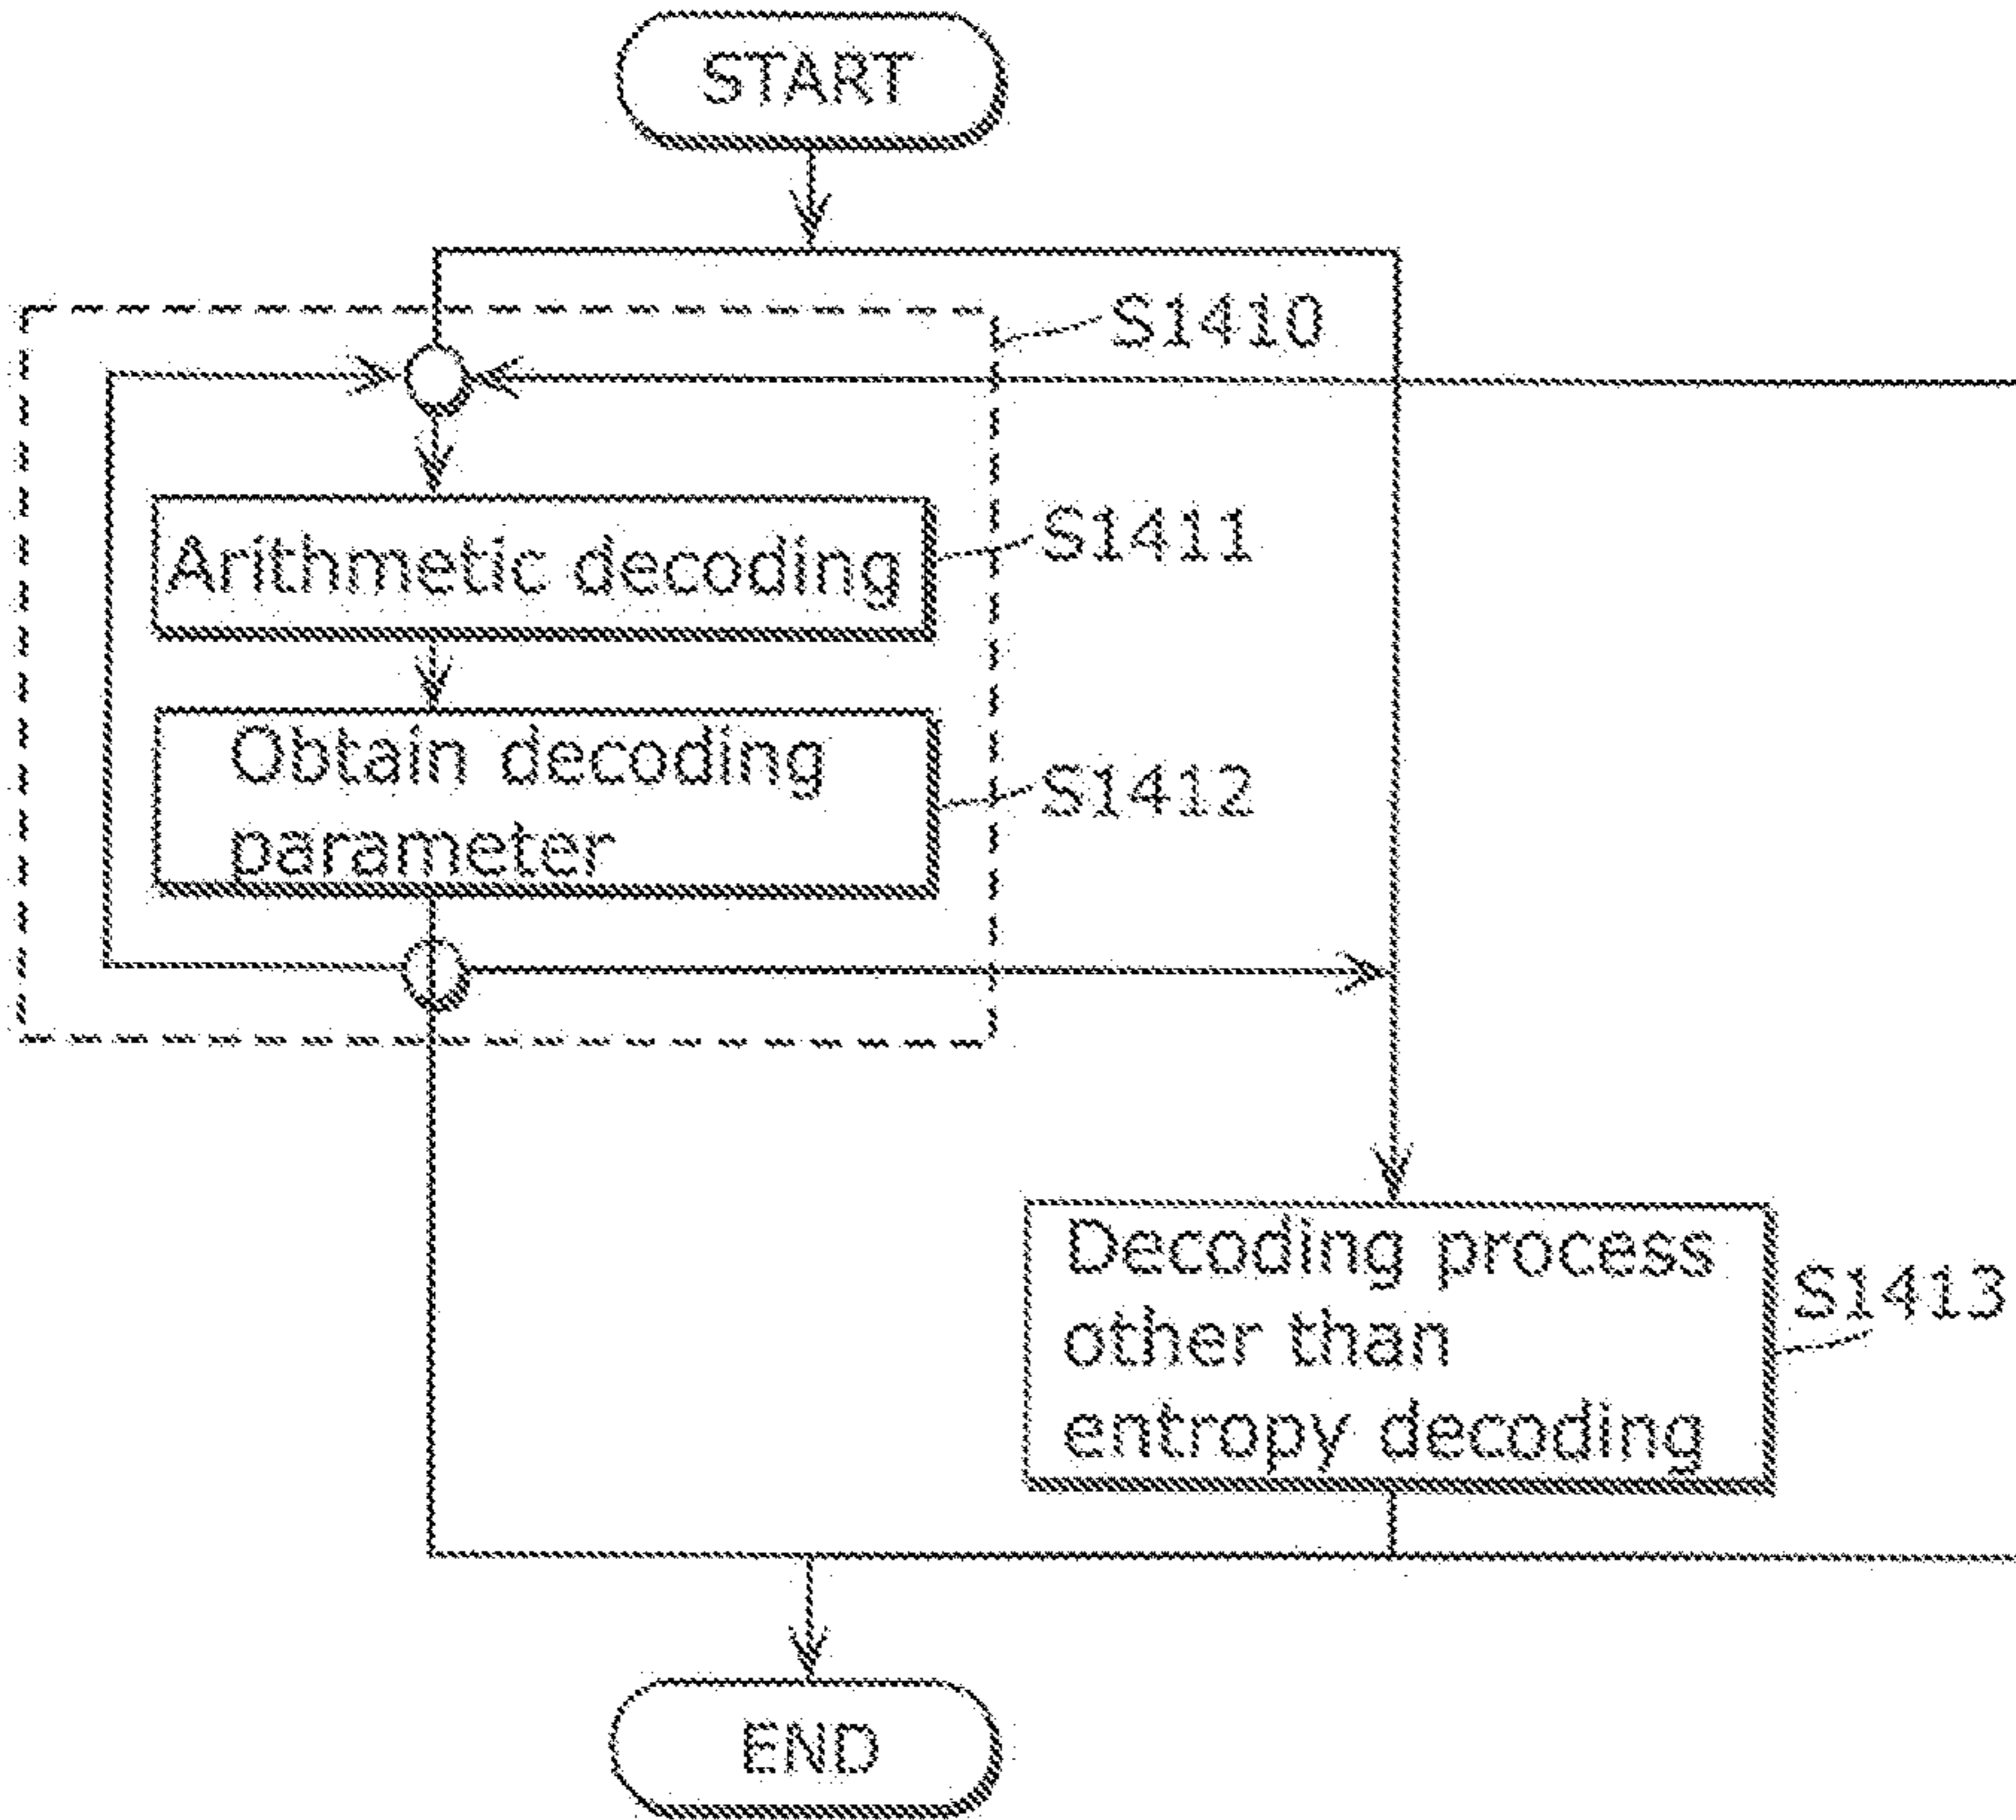 START
S1410
Arithmetic decoding
S1411
Obtain decoding
parameter
S1412
Decoding process
other than
entropy decoding
S1413
END